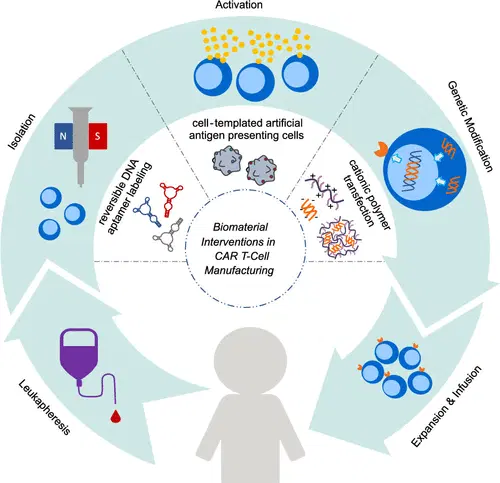 Activation
Isolation
Genetic Modification
N S
cell-templated artificial
antigen presenting cells
reversible DNA
aptamer labeling
cationic polymer
transfection
Biomaterial
Interventions in
CAR T-Cell
Manufacturing
Leukapheresis
Expansion & Infusion